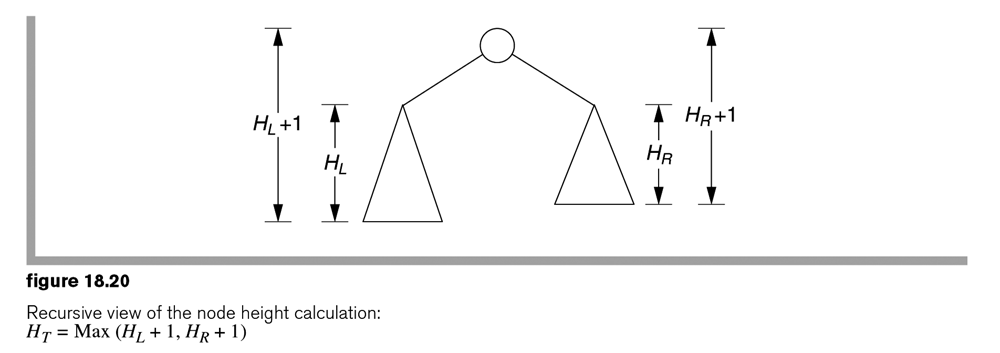 H_L+1
H_L
H_R
H_R+1
figure 18.20
Recursive view of the node height calculation:
H_T = Max (H_L + 1, H_R + 1)